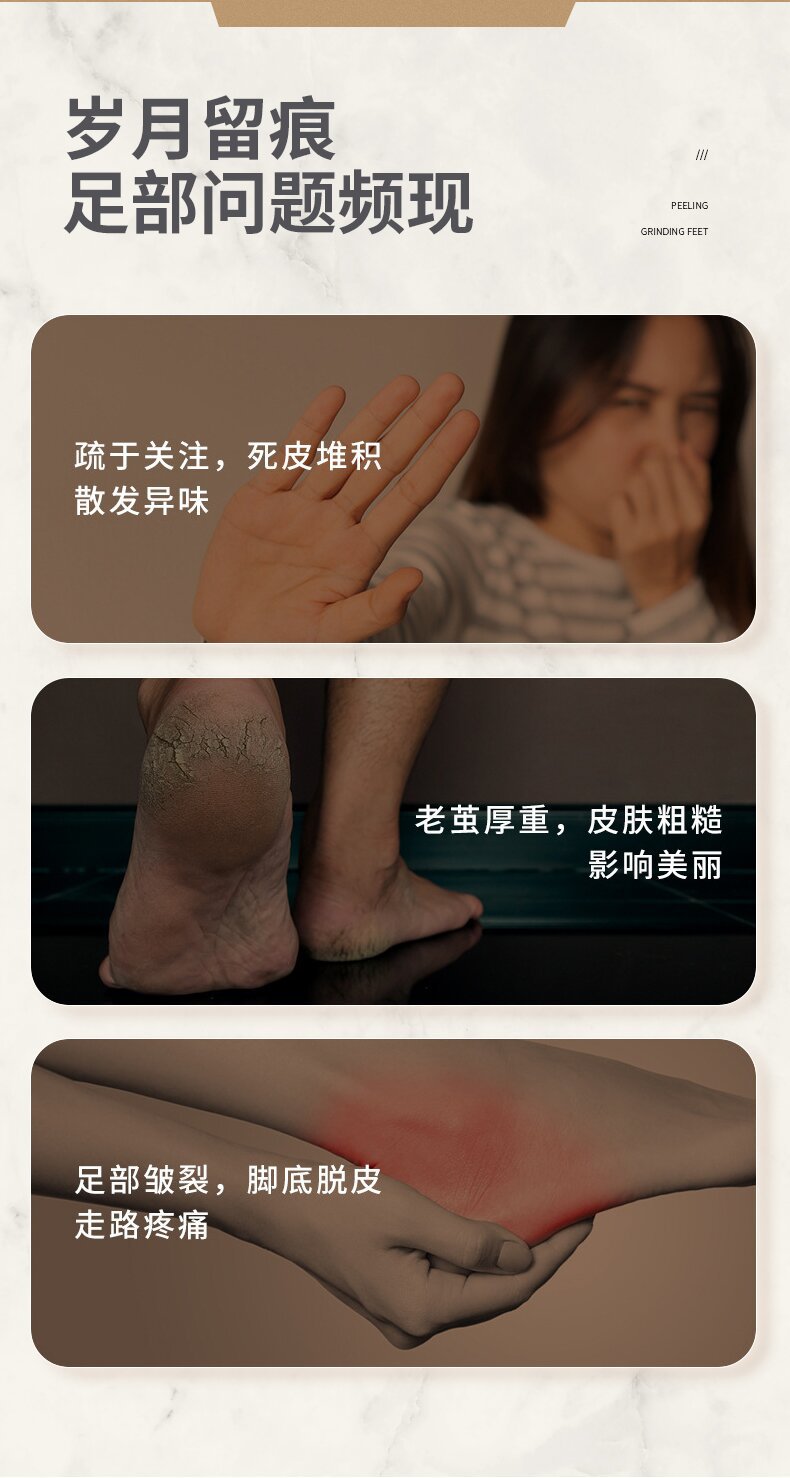 岁月留痕
足部问题频现
///
PEELING
GRINDING FEET
疏于关注，死皮堆积
散发异味
老茧厚重，皮肤粗糙
影响美丽
足部皱裂，脚底脱皮
走路疼痛